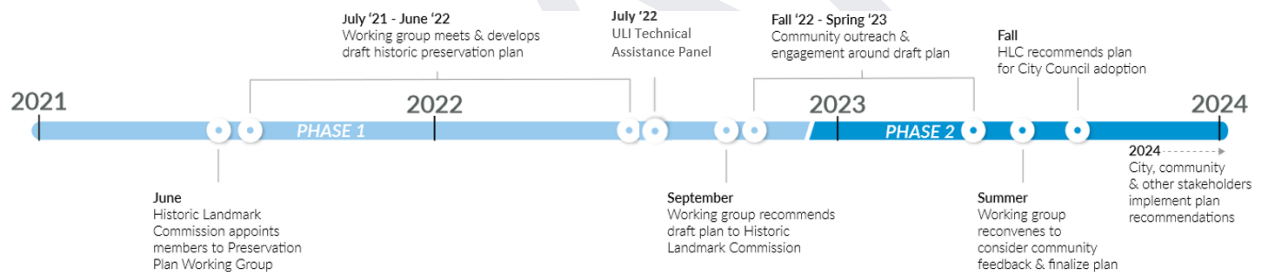 July ‘21 - June ‘22
Working group meets & develops
draft historic preservation plan
July ‘22
ULI Technical
Assistance Panel
Fall ‘22 - Spring ‘23
Community outreach &
engagement around draft plan
Fall
HLC recommends plan
for City Council adoption
2021
2022
2023
2024
PHASE 1
PHASE 2
June
Historic Landmark
Commission appoints
members to Preservation
Plan Working Group
September
Working group recommends
draft plan to Historic
Landmark Commission
Summer
Working group
reconvenes to
consider community
feedback & finalize plan
2024
City, community
& other stakeholders
implement plan
recommendations